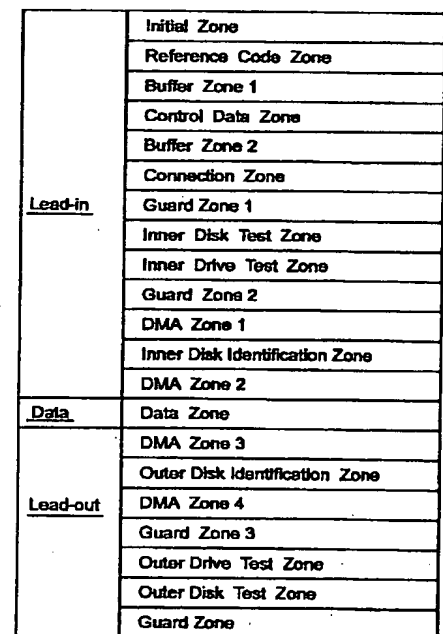 Initial Zone
Reference Code Zone
Buffer Zone 1
Control Data Zone
Buffer Zone 2
Connection Zone
Lead-in
Guard Zone 1
Inner Disk Test Zone
Inner Drive Test Zone
Guard Zone 2
DMA Zone 1
Inner Disk Identification Zone
DMA Zone 2
Data
Data Zone
DMA Zone 3
Outer Disk Identification Zone
Lead-out
DMA Zone 4
Guard Zone 3
Outer Drive Test Zone
Outer Disk Test Zone
Guard Zone